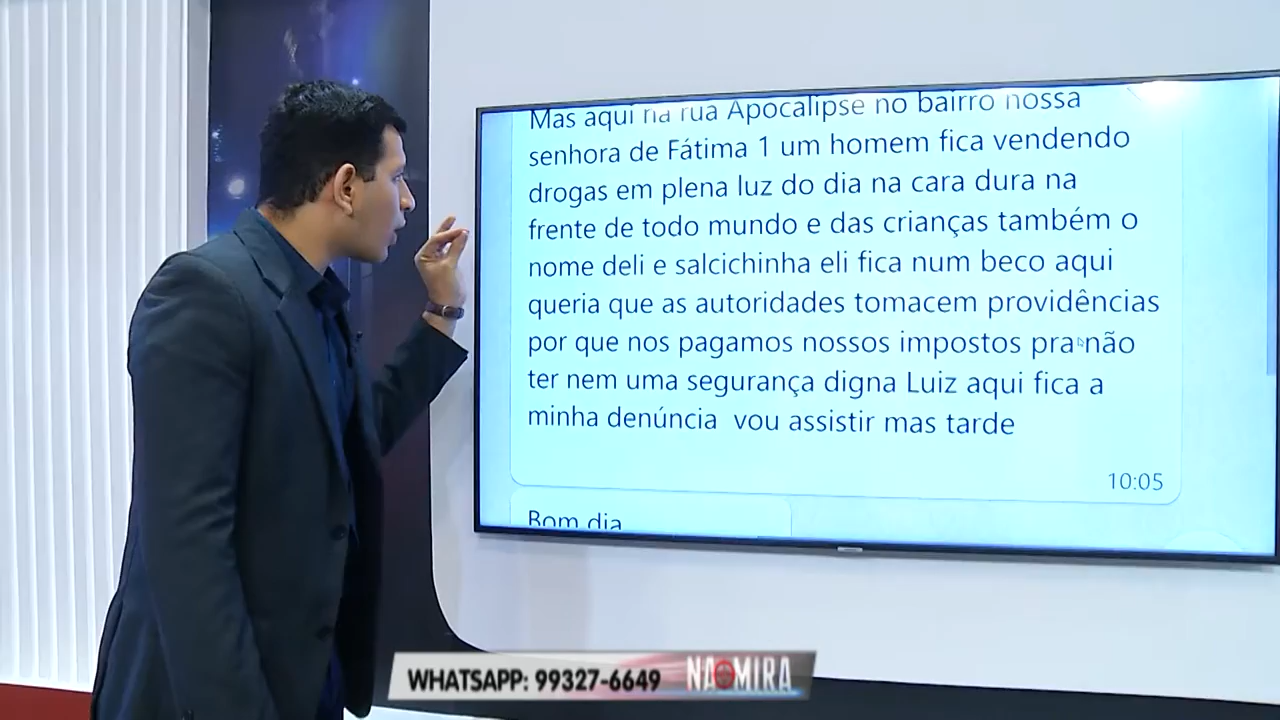 Mas aqui na rua Apocalipse no bairro nossa
senhora de Fátima 1 um homem fica vendendo
drogas em plena luz do dia na cara dura na
frente de todo mundo e das crianças também o
nome deli e salcichinha eli fica num beco aqui
queria que as autoridades tomacem providências
por que nos pagamos nossos impostos pra não
ter nem uma segurança digna Luiz aqui fica a
minha denúncia vou assistir mas tarde
10:05
Bom dia
WHATSAPP: 99327-6649 NA MIRA